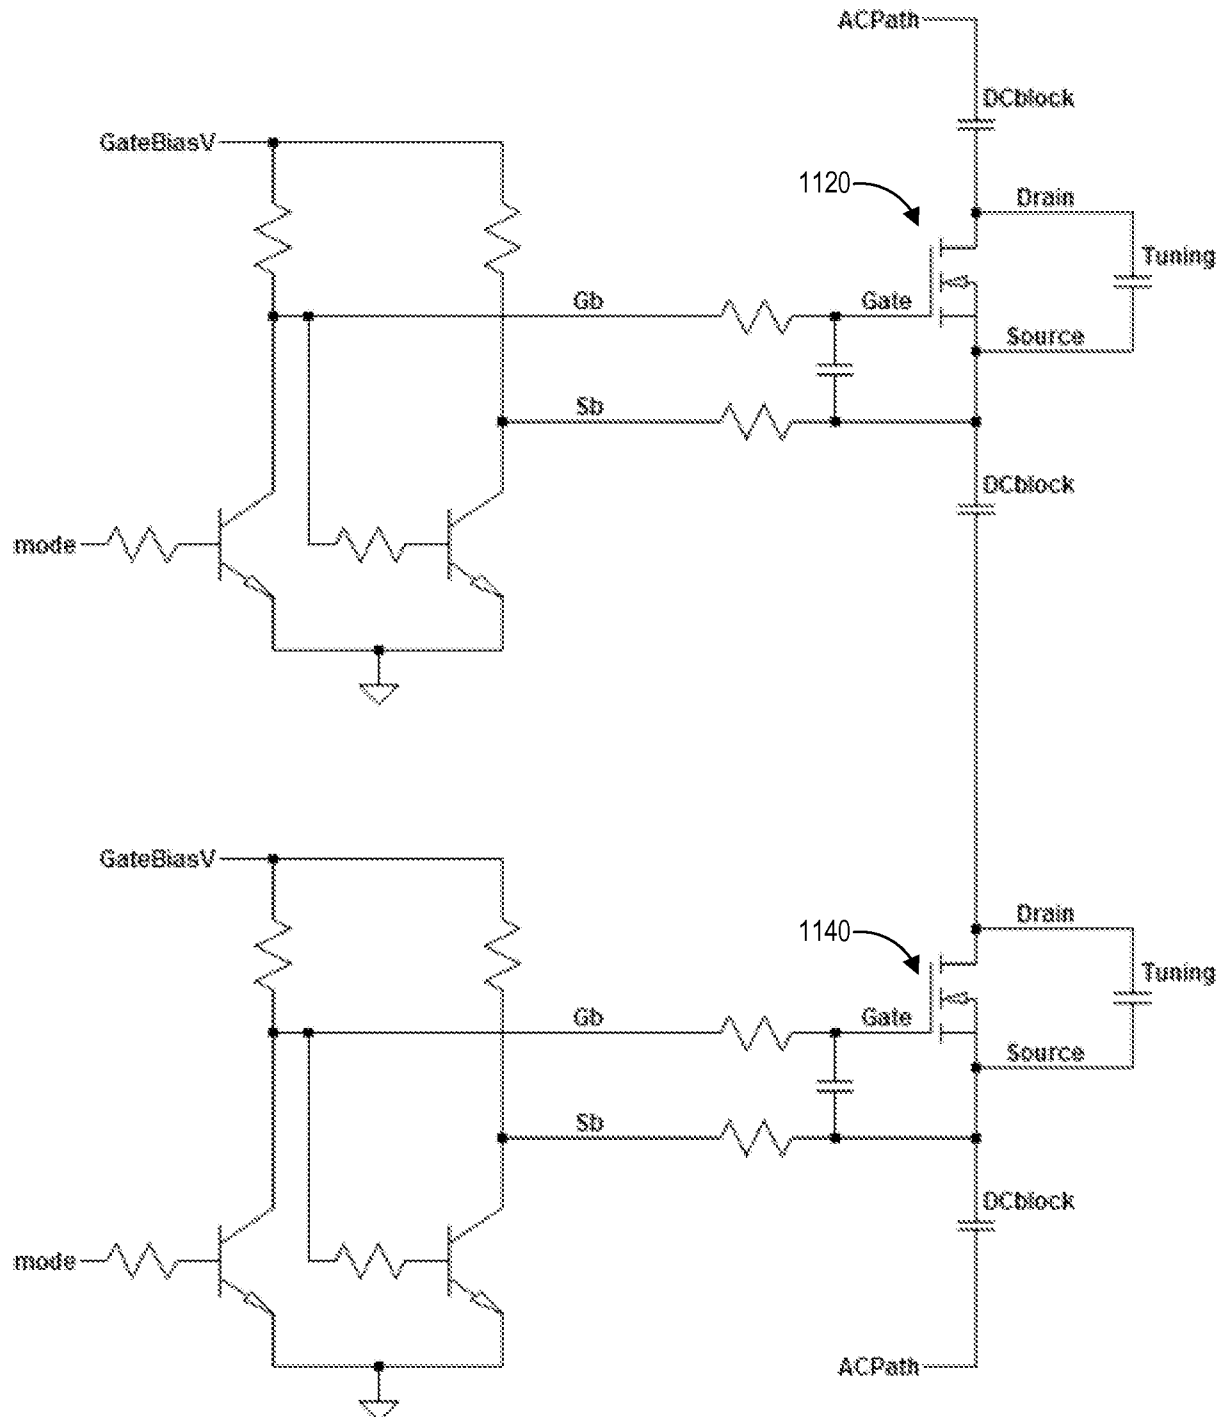 ACPath
DCblock
GateBiasV
1120
Drain
Tuning
Gb
Gate
Source
Sb
DCblock
mode
GateBiasV
1140
Drain
Tuning
Gb
Gate
Source
Sb
DCblock
mode
ACPath